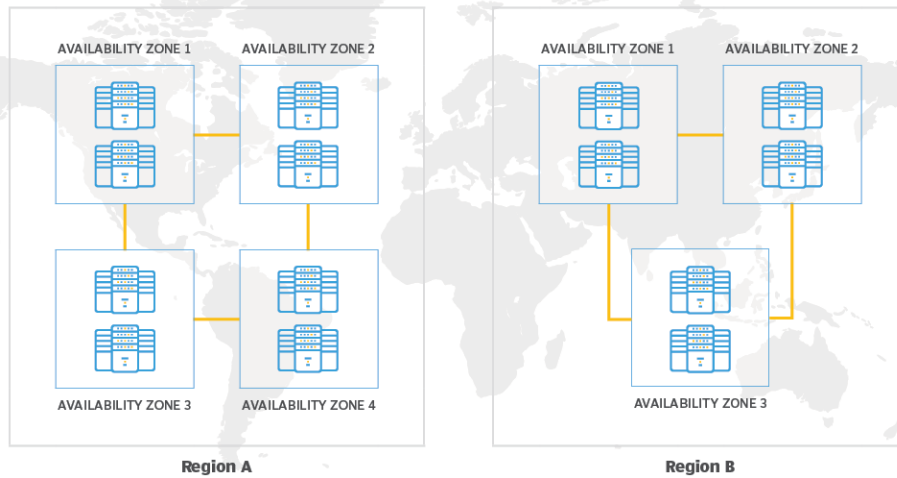 AVAILABILITY ZONE 1
AVAILABILITY ZONE 2
AVAILABILITY ZONE 3
AVAILABILITY ZONE 4
Region A
AVAILABILITY ZONE 1
AVAILABILITY ZONE 2
AVAILABILITY ZONE 3
Region B